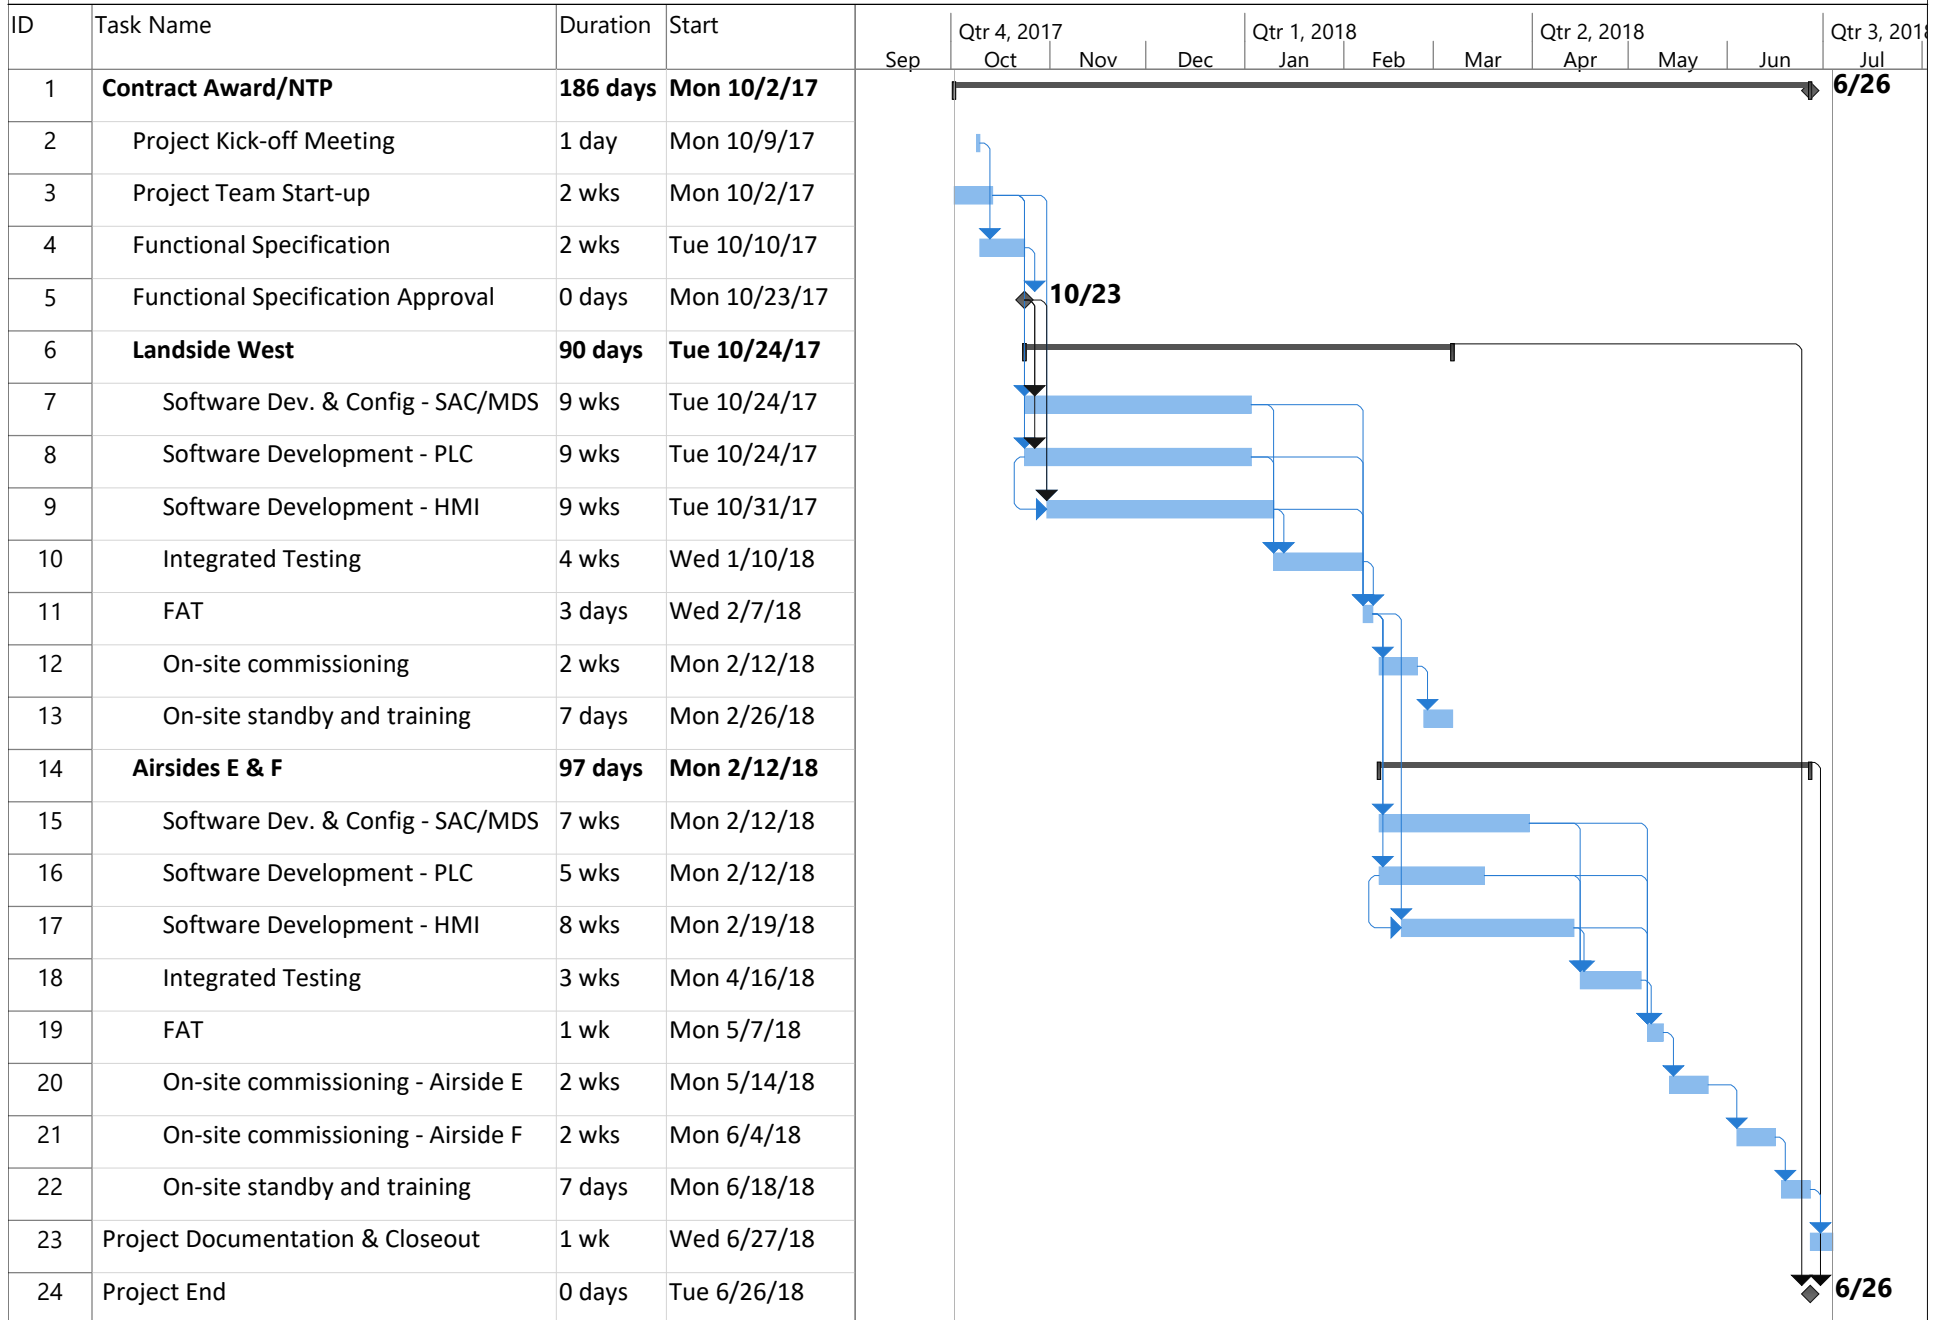 ID Task Name Duration Start
Qtr 4, 2017 Qtr 1, 2018 Qtr 2, 2018 Qtr 3, 201
Sep Oct Nov Dec Jan Feb Mar Apr May Jun Jul
1 Contract Award/NTP 186 days Mon 10/2/17 6/26
2 Project Kick-off Meeting 1 day Mon 10/9/17
3 Project Team Start-up 2 wks Mon 10/2/17
4 Functional Specification 2 wks Tue 10/10/17
5 Functional Specification Approval 0 days Mon 10/23/17 10/23
6 Landside West 90 days Tue 10/24/17
7 Software Dev. & Config - SAC/MDS 9 wks Tue 10/24/17
8 Software Development - PLC 9 wks Tue 10/24/17
9 Software Development - HMI 9 wks Tue 10/31/17
10 Integrated Testing 4 wks Wed 1/10/18
11 FAT 3 days Wed 2/7/18
12 On-site commissioning 2 wks Mon 2/12/18
13 On-site standby and training 7 days Mon 2/26/18
14 Airsides E & F 97 days Mon 2/12/18
15 Software Dev. & Config - SAC/MDS 7 wks Mon 2/12/18
16 Software Development - PLC 5 wks Mon 2/12/18
17 Software Development - HMI 8 wks Mon 2/19/18
18 Integrated Testing 3 wks Mon 4/16/18
19 FAT 1 wk Mon 5/7/18
20 On-site commissioning - Airside E 2 wks Mon 5/14/18
21 On-site commissioning - Airside F 2 wks Mon 6/4/18
22 On-site standby and training 7 days Mon 6/18/18
23 Project Documentation & Closeout 1 wk Wed 6/27/18
24 Project End 0 days Tue 6/26/18 6/26